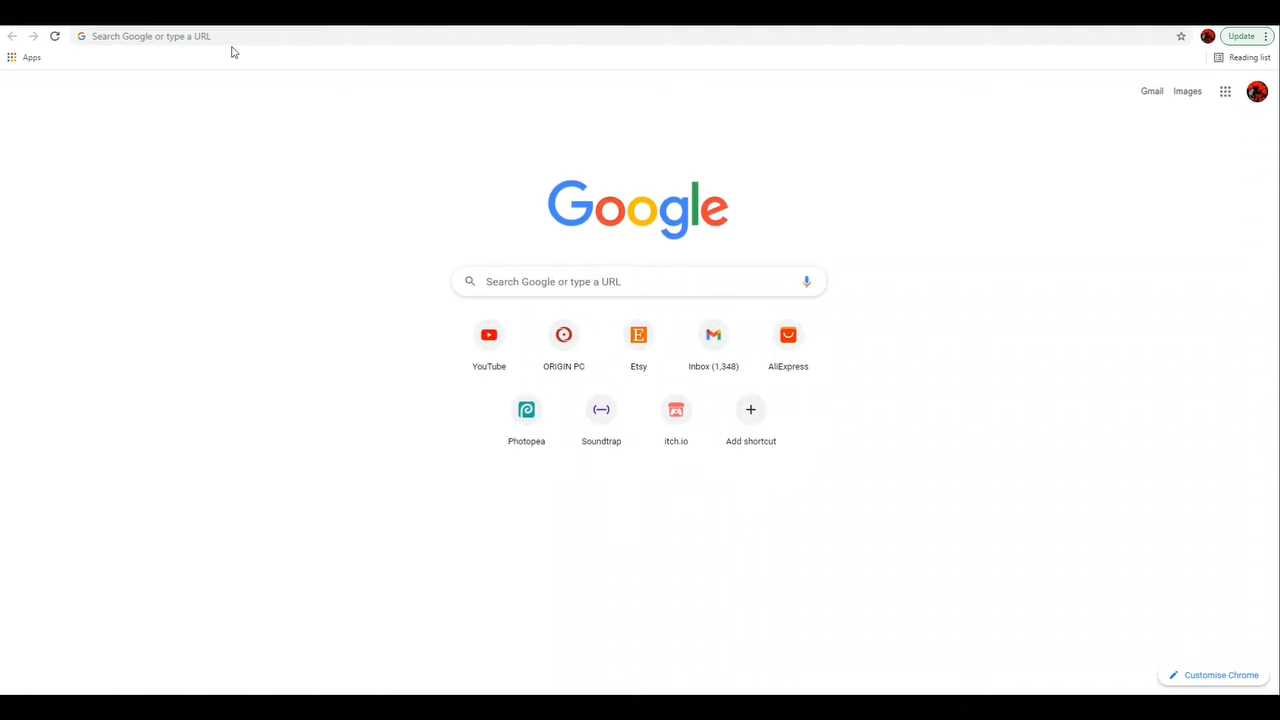 Search Google or type a URL
Update
Apps
Reading list
Gmail Images
Google
Search Google or type a URL
YouTube ORIGIN PC Etsy Inbox (1,348) AliExpress
Photopea Soundtrap itch.io Add shortcut
Customise Chrome